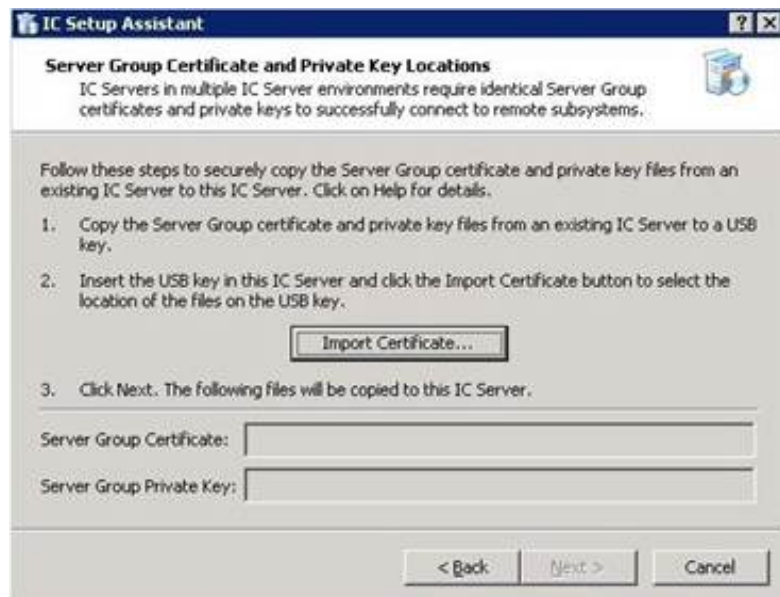 IC Setup Assistant
Server Group Certificate and Private Key Locations
IC Servers in multiple IC Server environments require identical Server Group
certificates and private keys to successfully connect to remote subsystems.
Follow these steps to securely copy the Server Group certificate and private key files from an
existing IC Server to this IC Server. Click on Help for details.
1. Copy the Server Group certificate and private key files from an existing IC Server to a USB
key.
2. Insert the USB key in this IC Server and click the Import Certificate button to select the
location of the files on the USB key.
Import Certificate...
3. Click Next. The following files will be copied to this IC Server.
Server Group Certificate:
Server Group Private Key:
< Back Next > Cancel